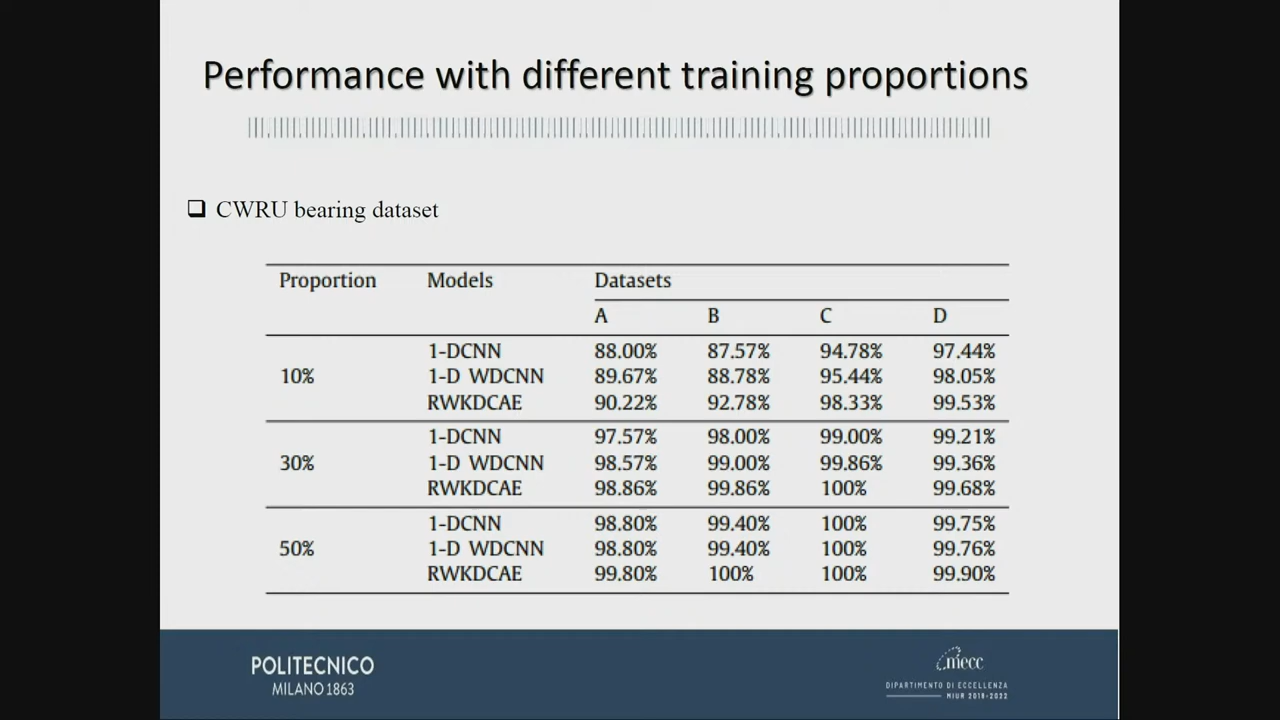 Performance with different training proportions
CWRU bearing dataset
Proportion Models Datasets
A B C D
10% 1-DCNN 88.00% 87.57% 94.78% 97.44%
1-D WDCNN 89.67% 88.78% 95.44% 98.05%
RWKDCAE 90.22% 92.78% 98.33% 99.53%
30% 1-DCNN 97.57% 98.00% 99.00% 99.21%
1-D WDCNN 98.57% 99.00% 99.86% 99.36%
RWKDCAE 98.86% 99.86% 100% 99.68%
50% 1-DCNN 98.80% 99.40% 100% 99.75%
1-D WDCNN 98.80% 99.40% 100% 99.76%
RWKDCAE 99.80% 100% 100% 99.90%
POLITECNICO
MILANO 1863
mecc
DIPARTIMENTO DI ECCELLENZA
MIUR 2018-2022